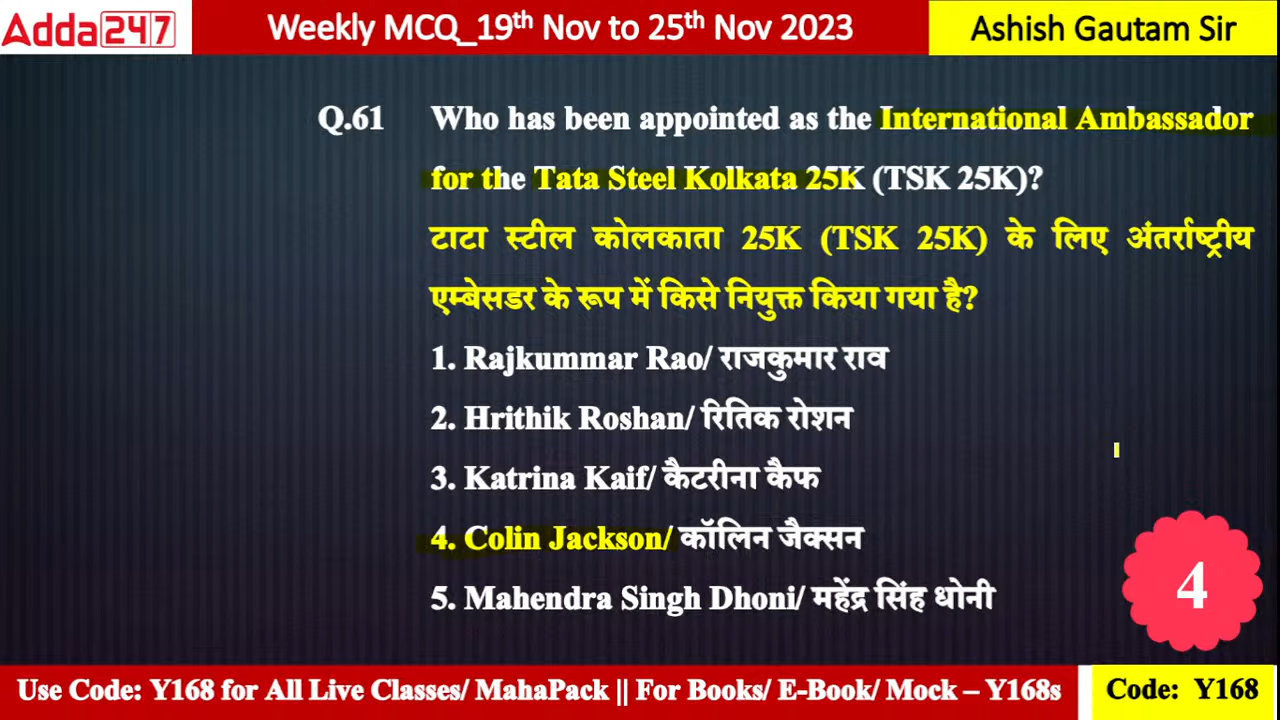 Adda247
Weekly MCQ_19th Nov to 25th Nov 2023
Ashish Gautam Sir
Q.61 Who has been appointed as the International Ambassador
for the Tata Steel Kolkata 25K (TSK 25K)?
टाटा स्टील कोलकाता 25K (TSK 25K) के लिए अंतर्राष्ट्रीय
एम्बेसडर के रूप में किसे नियुक्त किया गया है?
1. Rajkummar Rao/ राजकुमार राव
2. Hrithik Roshan/ रितिक रोशन
3. Katrina Kaif/ कैटरीना कैफ
4. Colin Jackson/ कॉलिन जैक्सन
5. Mahendra Singh Dhoni/ महेंद्र सिंह धोनी
4
Use Code: Y168 for All Live Classes/ MahaPack || For Books/ E-Book/ Mock – Y168s
Code: Y168